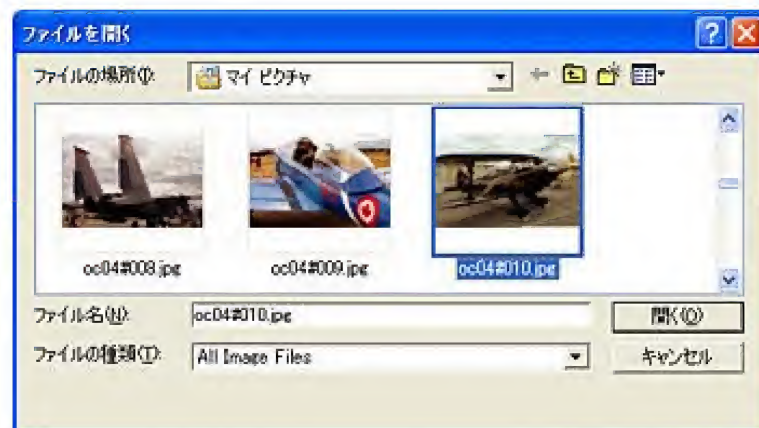 ファイルを開く
ファイルの場所(I): マイ ピクチャ
oc04#008.jpg oc04#009.jpg oc04#010.jpg
ファイル名(N): oc04#010.jpg 開く(O)
ファイルの種類(T): All Image Files キャンセル